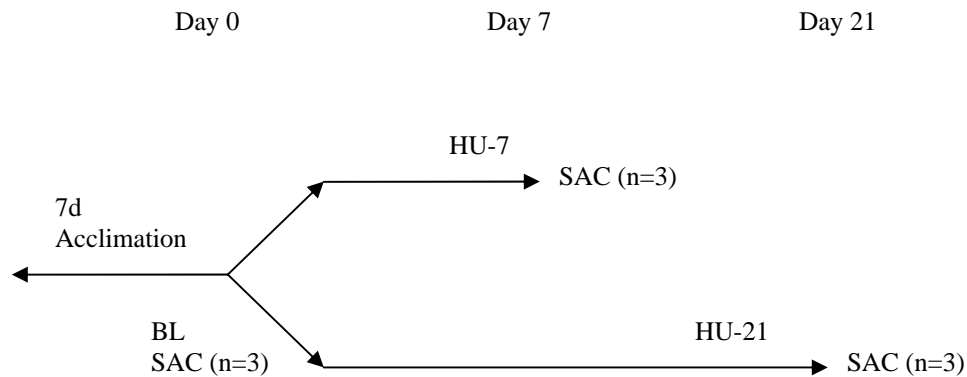 Day 0
Day 7
Day 21
HU-7
SAC (n=3)
7d
Acclimation
BL
SAC (n=3)
HU-21
SAC (n=3)